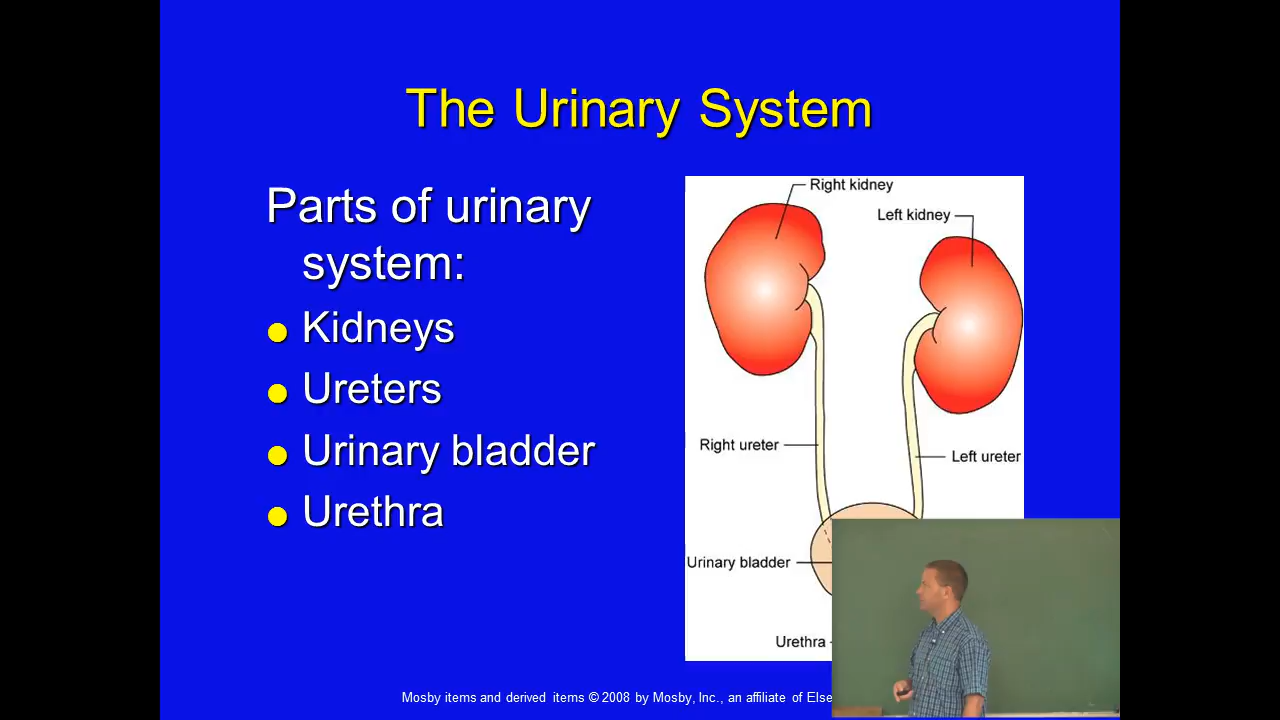 The Urinary System
Parts of urinary
system:
Kidneys
Ureters
Urinary bladder
Urethra
Right kidney
Left kidney
Right ureter
Left ureter
Urinary bladder
Urethra
Mosby items and derived items © 2008 by Mosby, Inc., an affiliate of